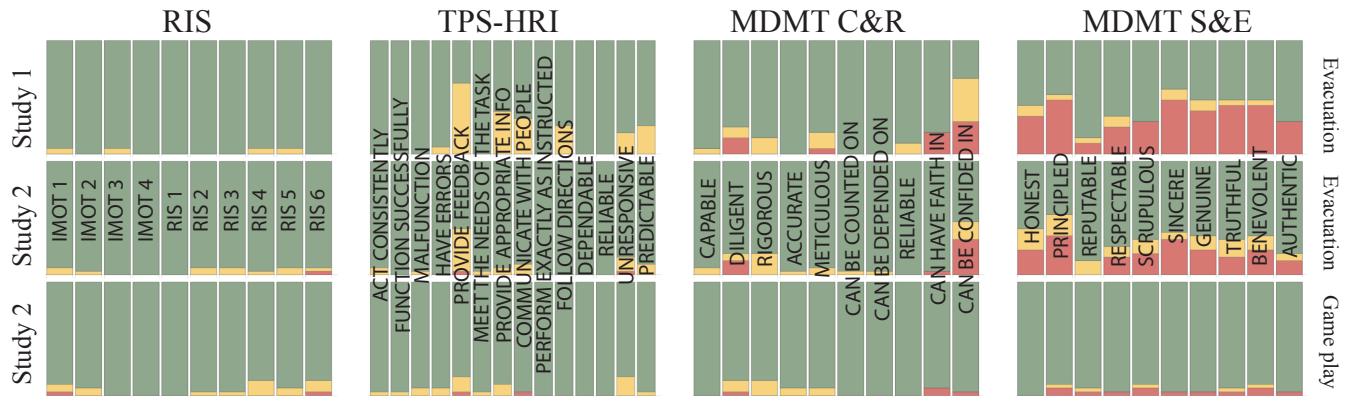 RIS
TPS-HRI
MDMT C&R
MDMT S&E
Study 1
Evacuation
Study 2
Evacuation
Study 2
Game play
IMOT 1
IMOT 2
IMOT 3
IMOT 4
RIS 1
RIS 2
RIS 3
RIS 4
RIS 5
RIS 6
ACT CONSISTENTLY
FUNCTION SUCCESSFULLY
MALFUNCTION
HAVE ERRORS
PROVIDE FEEDBACK
MEET THE NEEDS OF THE TASK
PROVIDE APPROPRIATE INFO
COMMUNICATE WITH PEOPLE
PERFORM EXACTLY AS INSTRUCTED
FOLLOW DIRECTIONS
DEPENDABLE
RELIABLE
UNRESPONSIVE
PREDICTABLE
CAPABLE
DILIGENT
RIGOROUS
ACCURATE
METICULOUS
CAN BE COUNTED ON
CAN BE DEPENDED ON
RELIABLE
CAN HAVE FAITH IN
CAN BE CONFIDED IN
HONEST
PRINCIPLED
REPUTABLE
RESPECTABLE
SCRUPULOUS
SINCERE
GENUINE
TRUTHFUL
BENEVOLENT
AUTHENTIC